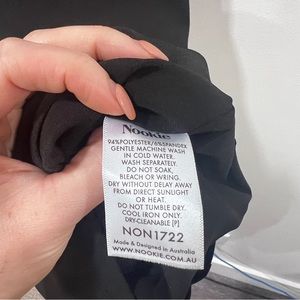 Nookie
94%POLYESTER/6%SPANDEX
GENTLE MACHINE WASH
IN COLD WATER.
WASH SEPARATELY.
DO NOT SOAK,
BLEACH OR WRING.
DRY WITHOUT DELAY AWAY
FROM DIRECT SUNLIGHT
OR HEAT.
DO NOT TUMBLE DRY.
COOL IRON ONLY.
DRY-CLEANABLE [P]
NON1722
Made & Designed in Australia
WWW.NOOKIE.COM.AU